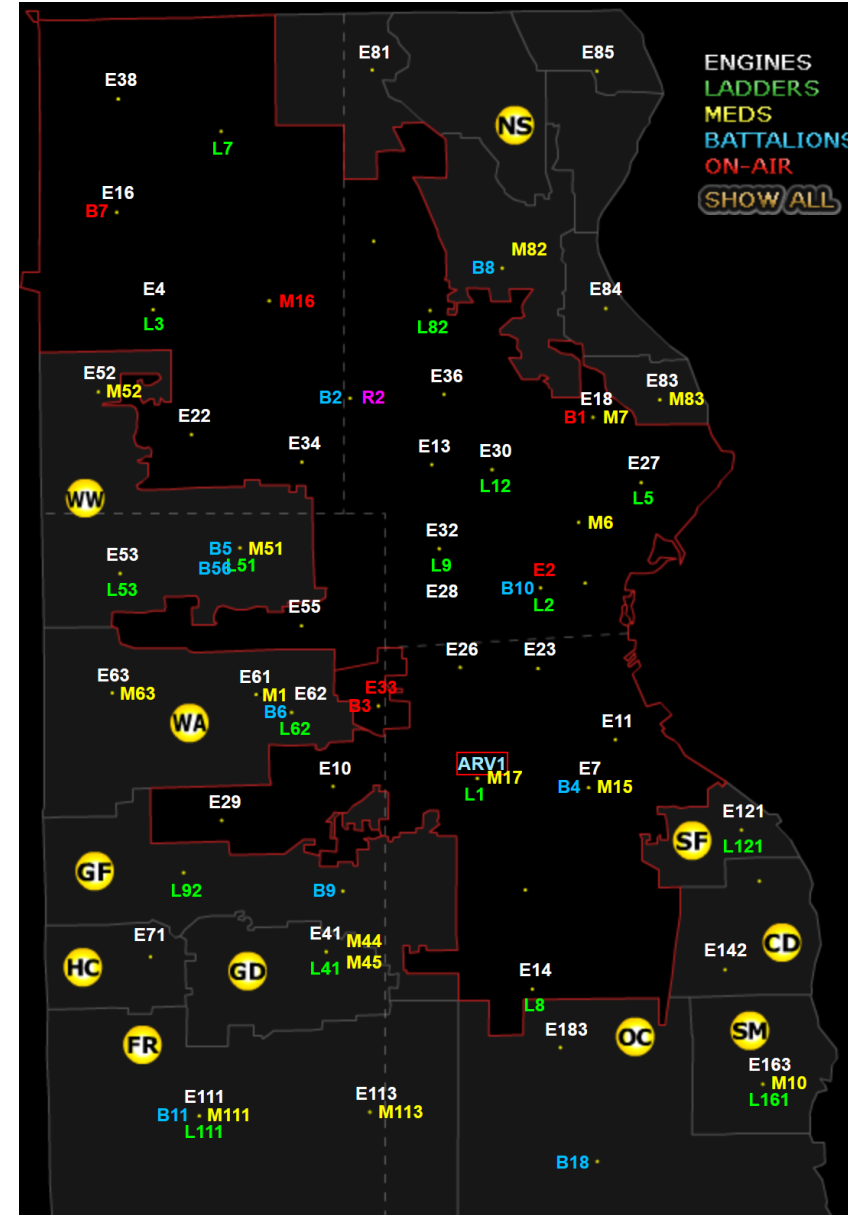 E81
E85
ENGINES
LADDERS
MEDS
BATTALIONS
ON-AIR
SHOW ALL
E38
NS
L7
E16
B7
M82
B8
E4
L3
M16
E84
L82
E52
M52
E36
E83
M83
B2
R2
E18
B1
M7
E22
E34
E13
E30
L12
E27
L5
WW
M6
E53
L53
B5
M51
B56
L51
E32
L9
E28
E2
B10
L2
E55
E26
E23
E63
M63
E61
M1
E62
B6
L62
E33
B3
WA
E11
ARV1
M17
L1
E7
B4
M15
E10
E29
E121
L121
SF
GF
L92
B9
E71
HC
GD
E41
M44
L41
M45
E142
CD
E14
L8
FR
E183
OC
SM
E163
M10
L161
E111
B11
M111
L111
E113
M113
B18